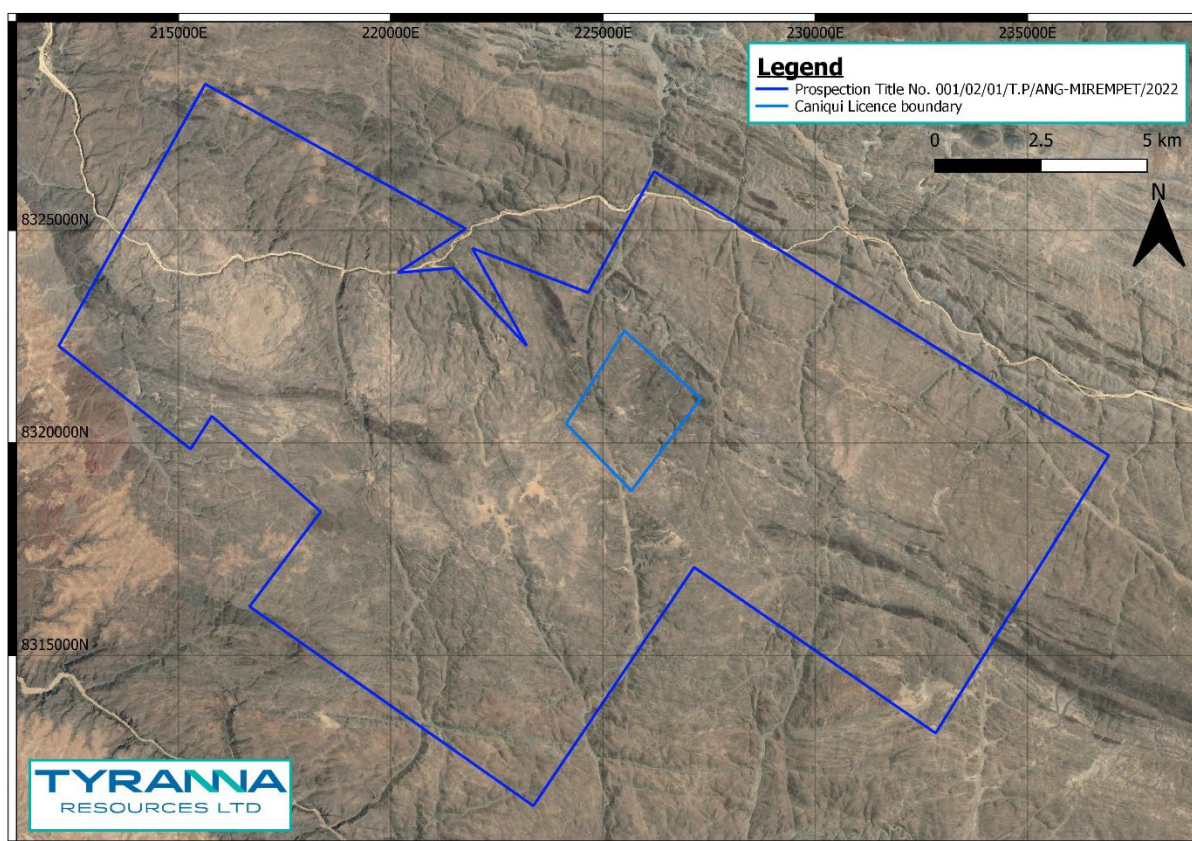 215000E 220000E 225000E 230000E 235000E
Legend
Prospection Title No. 001/02/01/T.P/ANG-MIREMPET/2022
Caniqui Licence boundary
0 2.5 5 km
N
8325000N
8320000N
8315000N
TYRANNA
RESOURCES LTD